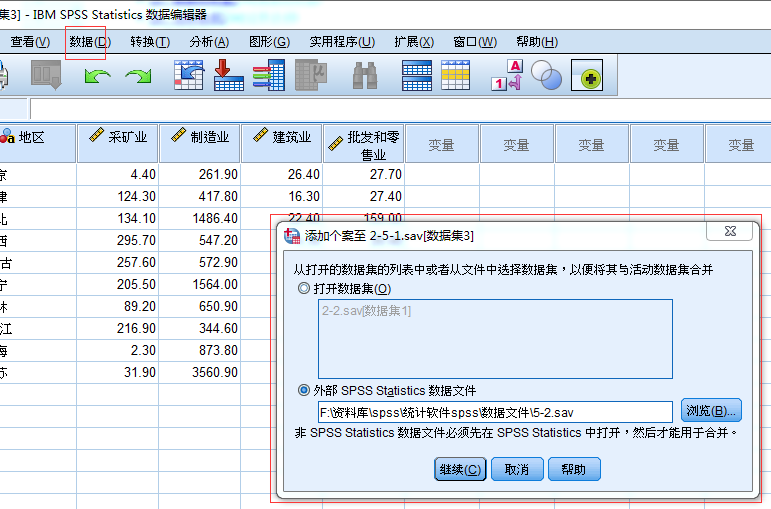 集3] - IBM SPSS Statistics 数据编辑器
查看(V) 数据(D) 转换(T) 分析(A) 图形(G) 实用程序(U) 扩展(X) 窗口(W) 帮助(H)
地区 采矿业 制造业 建筑业 批发和零售业 变量 变量 变量 变量 变量
京 4.40 261.90 26.40 27.70
津 124.30 417.80 16.30 27.40
北 134.10 1486.40 22.40 159.00
西 295.70 547.20
古 257.60 572.90
宁 205.50 1564.00
林 89.20 650.90
江 216.90 344.60
海 2.30 873.80
苏 31.90 3560.90
添加个案至 2-5-1.sav[数据集3]
从打开的数据集的列表中或者从文件中选择数据集，以便将其与活动数据集合并
打开数据集(O)
2-2.sav[数据集1]
外部 SPSS Statistics 数据文件
F:\资料库\spss\统计软件spss\数据文件\5-2.sav
浏览(B)...
非 SPSS Statistics 数据文件必须先在 SPSS Statistics 中打开，然后才能用于合并。
继续(C) 取消 帮助